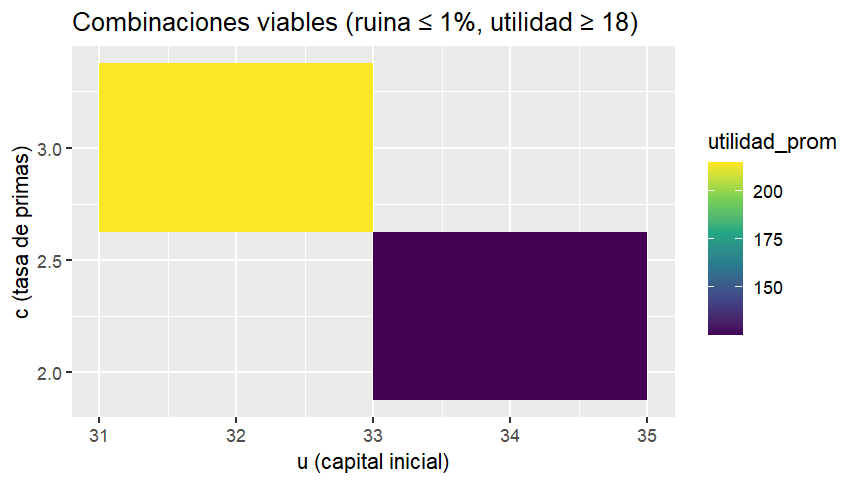 Combinaciones viables (ruina ≤ 1%, utilidad ≥ 18)
c (tasa de primas)
3.0
2.5
2.0
31 32 33 34 35
u (capital inicial)
utilidad_prom
200
175
150